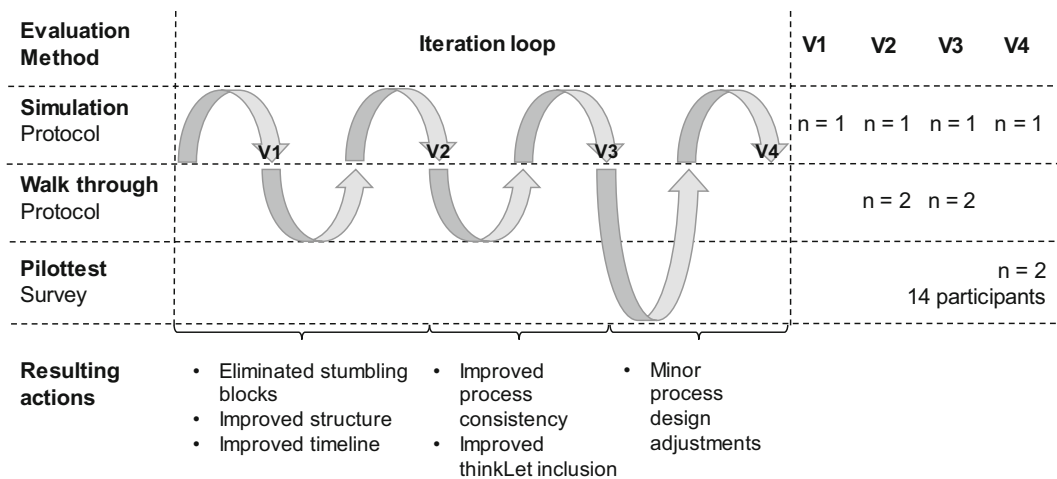 Evaluation
Method
Iteration loop
V1
V2
V3
V4
Simulation
Protocol
n = 1
n = 1
n = 1
n = 1
V1
V2
V3
V4
Walk through
Protocol
n = 2
n = 2
Pilottest
Survey
n = 2
14 participants
Resulting
actions
• Eliminated stumbling
blocks
• Improved structure
• Improved timeline
• Improved
process
consistency
• Improved
thinkLet inclusion
• Minor
process
design
adjustments